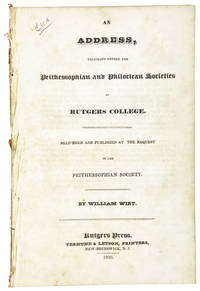 AN
ADDRESS,
DELIVERED BEFORE THE
Peithessophian and Philoclean Societies
OF
RUTGERS COLLEGE.
DELIVERED AND PUBLISHED AT THE REQUEST
OF THE
PEITHESSOPHIAN SOCIETY.
BY WILLIAM WIRT.
Rutgers Press.
TERHUNE & LETSON, PRINTERS,
NEW-BRUNSWICK, N. J.
1830.